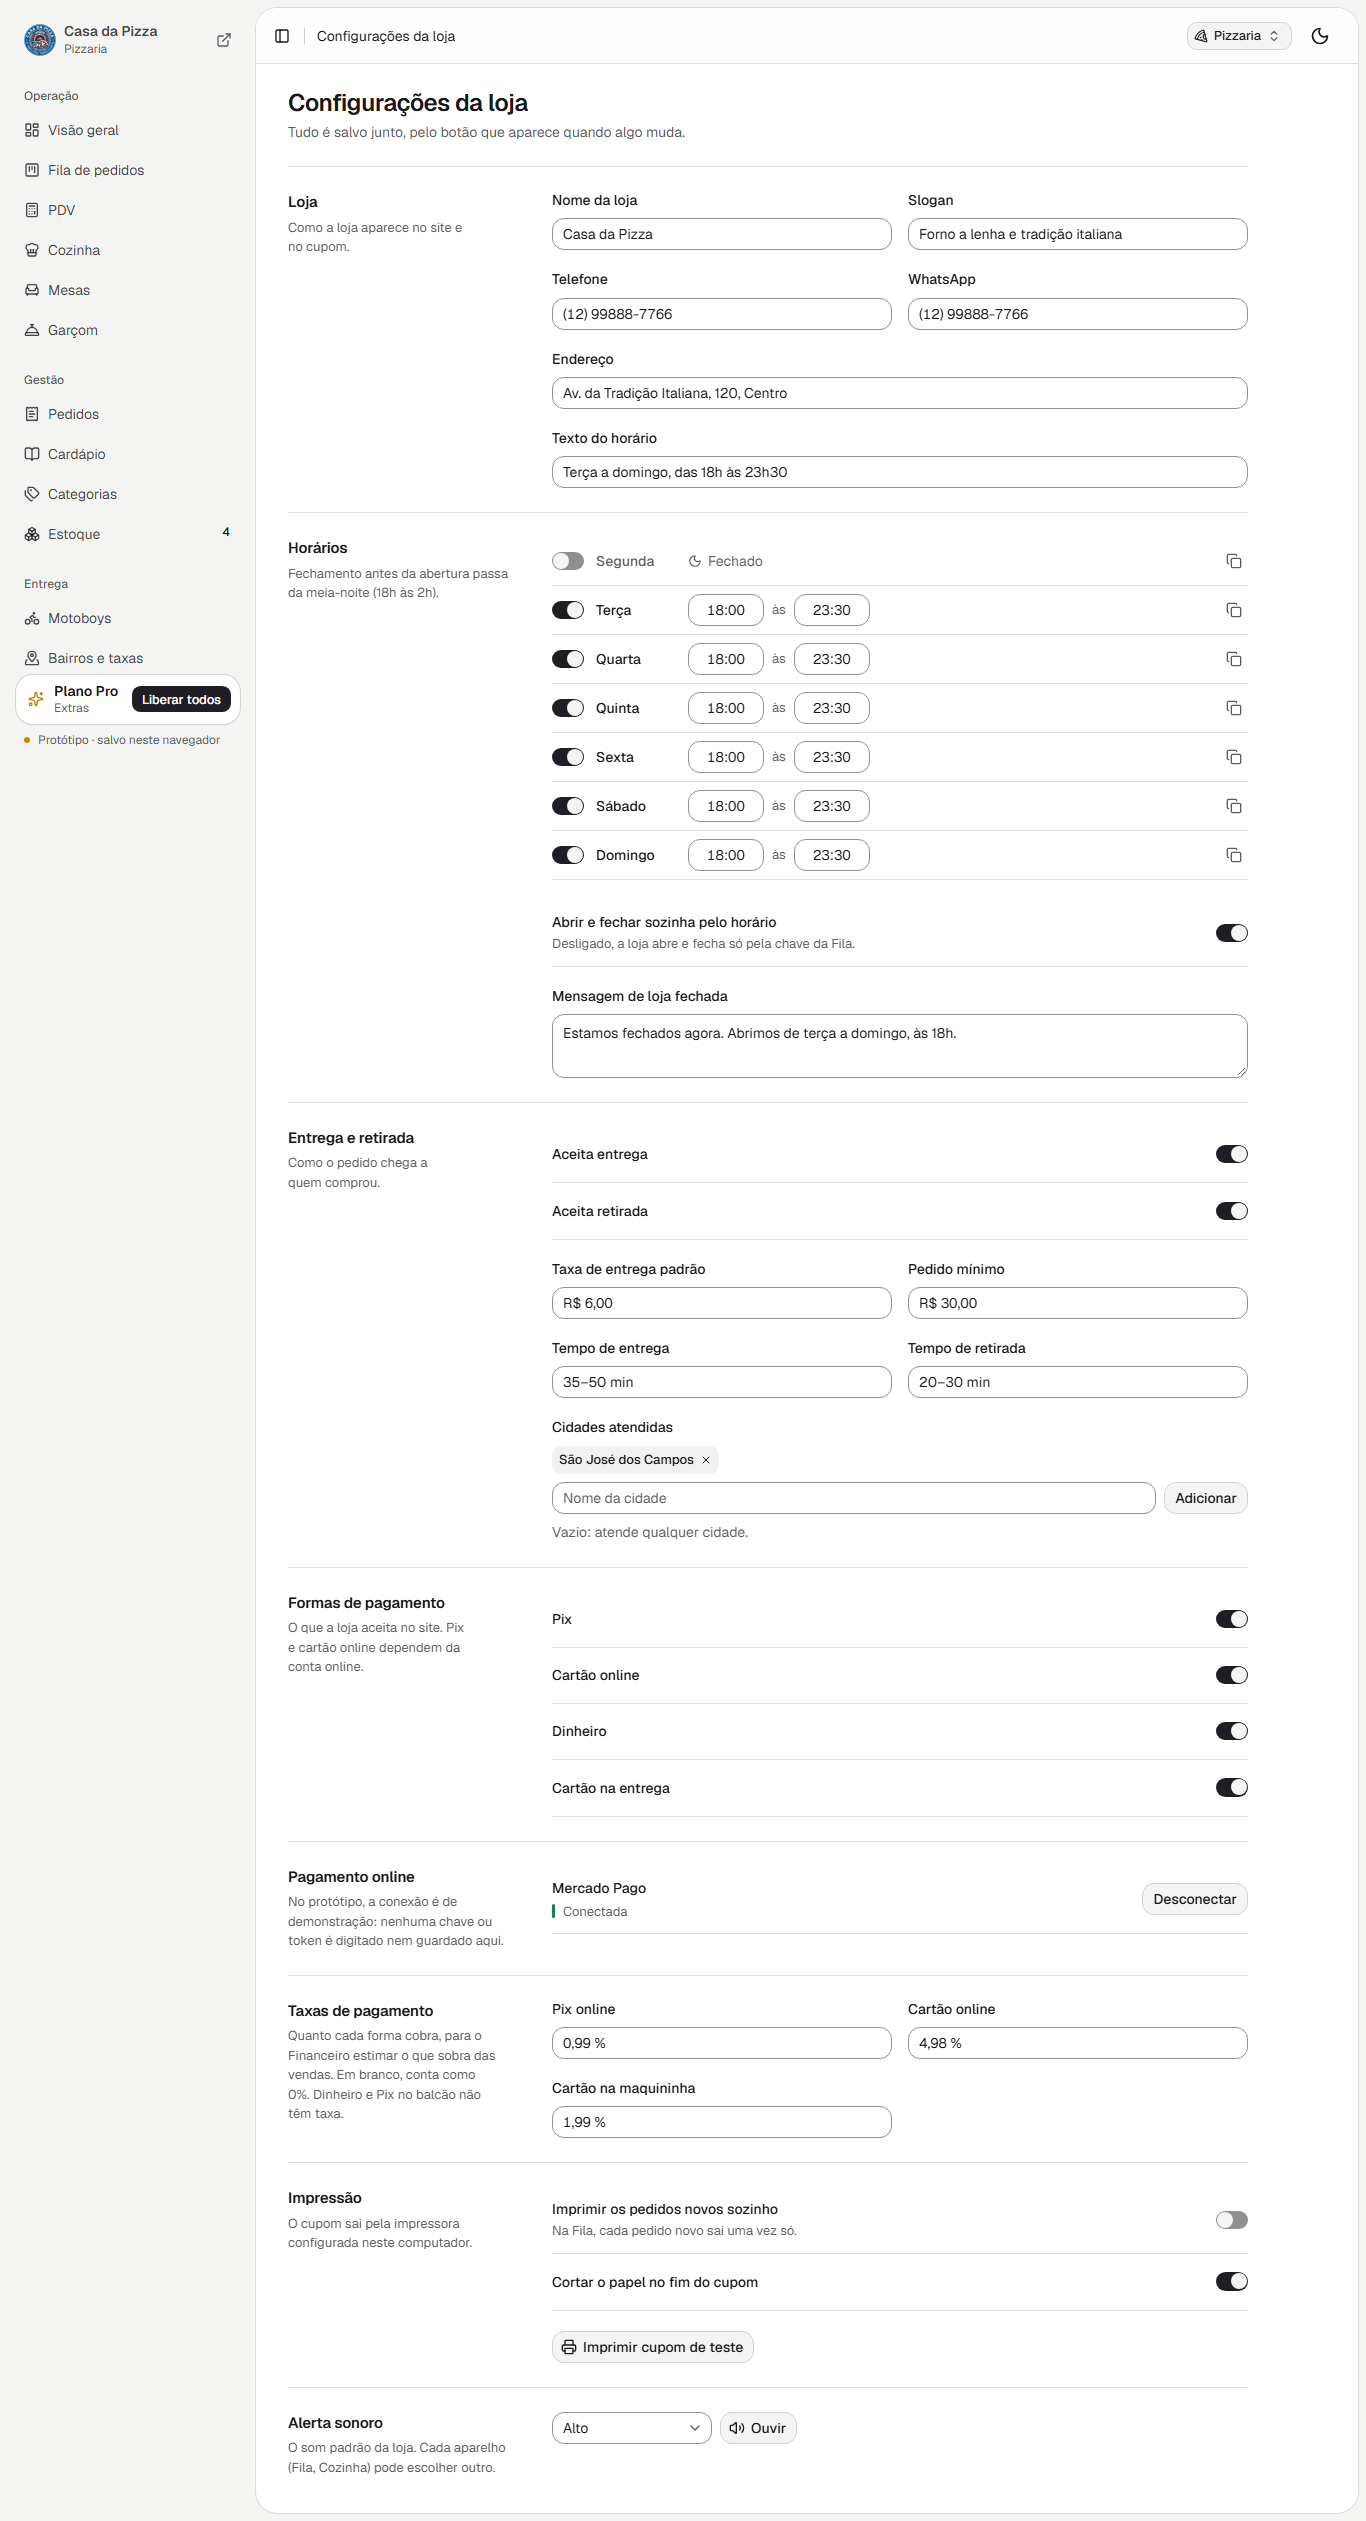 Casa da Pizza
Pizzaria
Operação
Visão geral
Fila de pedidos
PDV
Cozinha
Mesas
Garçom
Gestão
Pedidos
Cardápio
Categorias
Estoque 4
Entrega
Motoboys
Bairros e taxas
Plano Pro
Extras
Liberar todos
Protótipo · salvo neste navegador
Configurações da loja
Pizzaria
Configurações da loja
Tudo é salvo junto, pelo botão que aparece quando algo muda.
Loja
Como a loja aparece no site e
no cupom.
Nome da loja
Casa da Pizza
Slogan
Forno a lenha e tradição italiana
Telefone
(12) 99888-7766
WhatsApp
(12) 99888-7766
Endereço
Av. da Tradição Italiana, 120, Centro
Texto do horário
Terça a domingo, das 18h às 23h30
Horários
Fechamento antes da abertura passa
da meia-noite (18h às 2h).
Segunda Fechado
Terça 18:00 às 23:30
Quarta 18:00 às 23:30
Quinta 18:00 às 23:30
Sexta 18:00 às 23:30
Sábado 18:00 às 23:30
Domingo 18:00 às 23:30
Abrir e fechar sozinha pelo horário
Desligado, a loja abre e fecha só pela chave da Fila.
Mensagem de loja fechada
Estamos fechados agora. Abrimos de terça a domingo, às 18h.
Entrega e retirada
Como o pedido chega a
quem comprou.
Aceita entrega
Aceita retirada
Taxa de entrega padrão
R$ 6,00
Pedido mínimo
R$ 30,00
Tempo de entrega
35–50 min
Tempo de retirada
20–30 min
Cidades atendidas
São José dos Campos ×
Nome da cidade
Adicionar
Vazio: atende qualquer cidade.
Formas de pagamento
O que a loja aceita no site. Pix
e cartão online dependem da
conta online.
Pix
Cartão online
Dinheiro
Cartão na entrega
Pagamento online
No protótipo, a conexão é de
demonstração: nenhuma chave ou
token é digitado nem guardado aqui.
Mercado Pago
Conectada
Desconectar
Taxas de pagamento
Quanto cada forma cobra, para o
Financeiro estimar o que sobra das
vendas. Em branco, conta como
0%. Dinheiro e Pix no balcão não
têm taxa.
Pix online
0,99 %
Cartão online
4,98 %
Cartão na maquininha
1,99 %
Impressão
O cupom sai pela impressora
configurada neste computador.
Imprimir os pedidos novos sozinho
Na Fila, cada pedido novo sai uma vez só.
Cortar o papel no fim do cupom
Imprimir cupom de teste
Alerta sonoro
O som padrão da loja. Cada aparelho
(Fila, Cozinha) pode escolher outro.
Alto
Ouvir